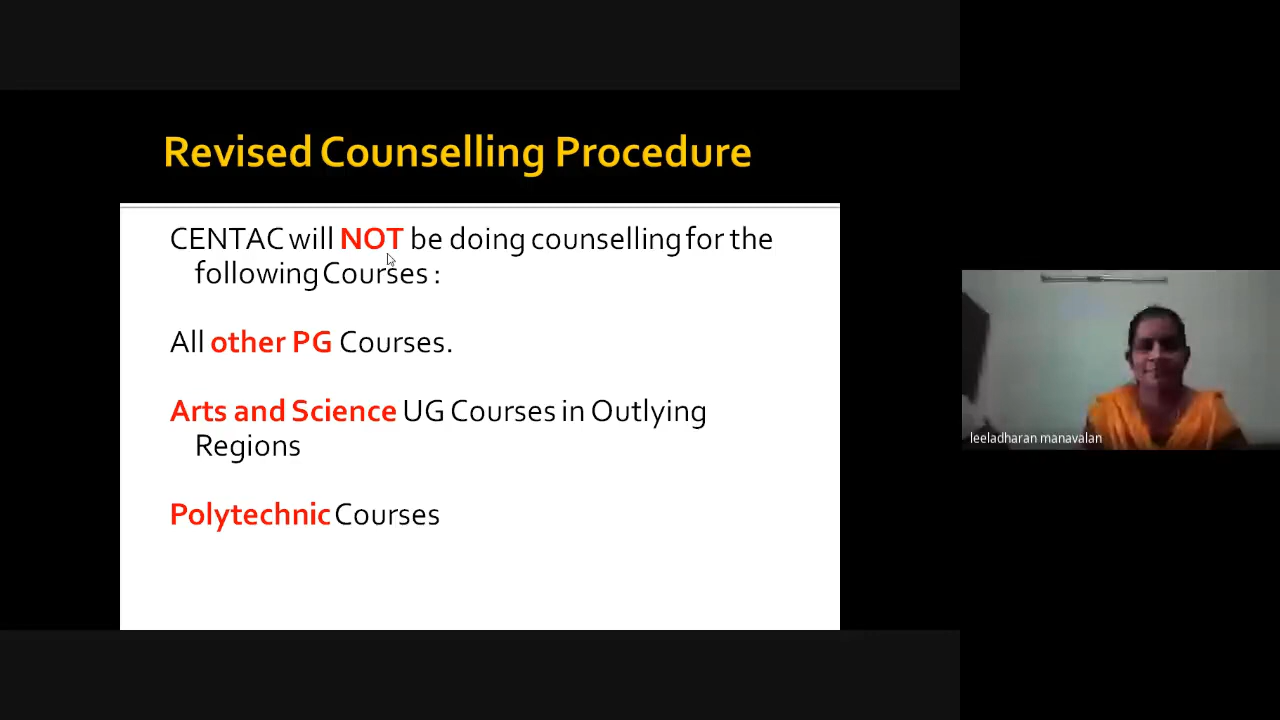 Revised Counselling Procedure
CENTAC will NOT be doing counselling for the
following Courses :
All other PG Courses.
Arts and Science UG Courses in Outlying
Regions
Polytechnic Courses
leeladharan manavalan